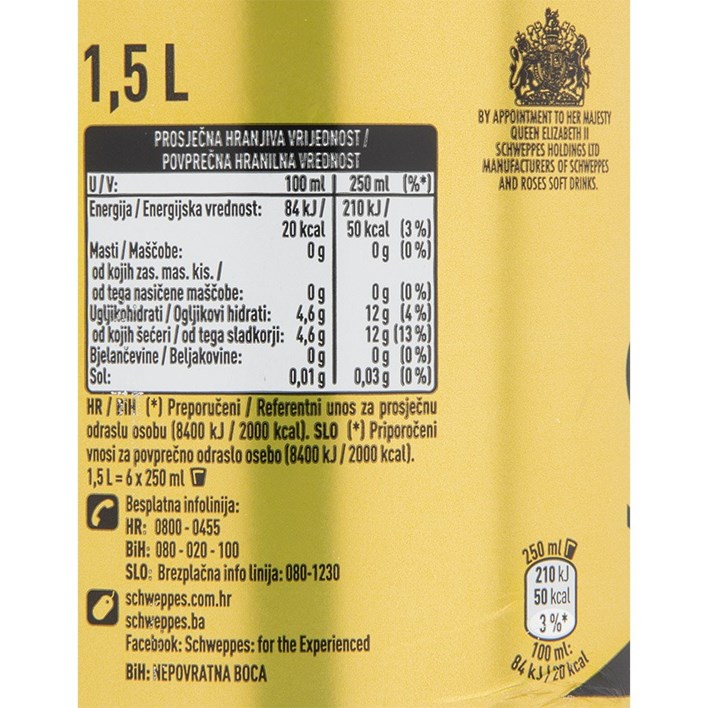 1,5 L
PROSJEČNA HRANJIVA VRIJEDNOST /
POVPREČNA HRANILNA VREDNOST
U / V: 100 ml 250 ml (%*)
Energija / Energijska vrednost: 84 kJ / 210 kJ /
20 kcal 50 kcal (3%)
Masti / Maščobe: 0 g 0 g (0%)
od kojih zas. mas. kis. /
od tega nasičene maščobe: 0 g 0 g (0%)
Ugljikohidrati / Ogljikovi hidrati: 4,6 g 12 g (4%)
od kojih šećeri / od tega sladkorji: 4,6 g 12 g (13%)
Bjelančevine / Beljakovine: 0 g 0 g (0%)
Sol: 0,01 g 0,03 g (0%)
HR / BiH (*) Preporučeni / Referentni unos za prosječnu
odraslu osobu (8400 kJ / 2000 kcal). SLO (*) Priporočeni
vnosi za povprečno odraslo osebo (8400 kJ / 2000 kcal).
1,5 L = 6 x 250 ml
Besplatna infolinija:
HR: 0800 - 0455
BiH: 080 - 020 - 100
SLO: Brezplačna info linija: 080-1230
schweppes.com.hr
schweppes.ba
Facebook: Schweppes: for the Experienced
BiH: NEPOVRATNA BOCA
BY APPOINTMENT TO HER MAJESTY
QUEEN ELIZABETH II
SCHWEPPES HOLDINGS LTD
MANUFACTURERS OF SCHWEPPES
AND ROSES SOFT DRINKS.
250 ml
210 kJ
50 kcal
3 %*
100 ml:
84 kJ / 20 kcal